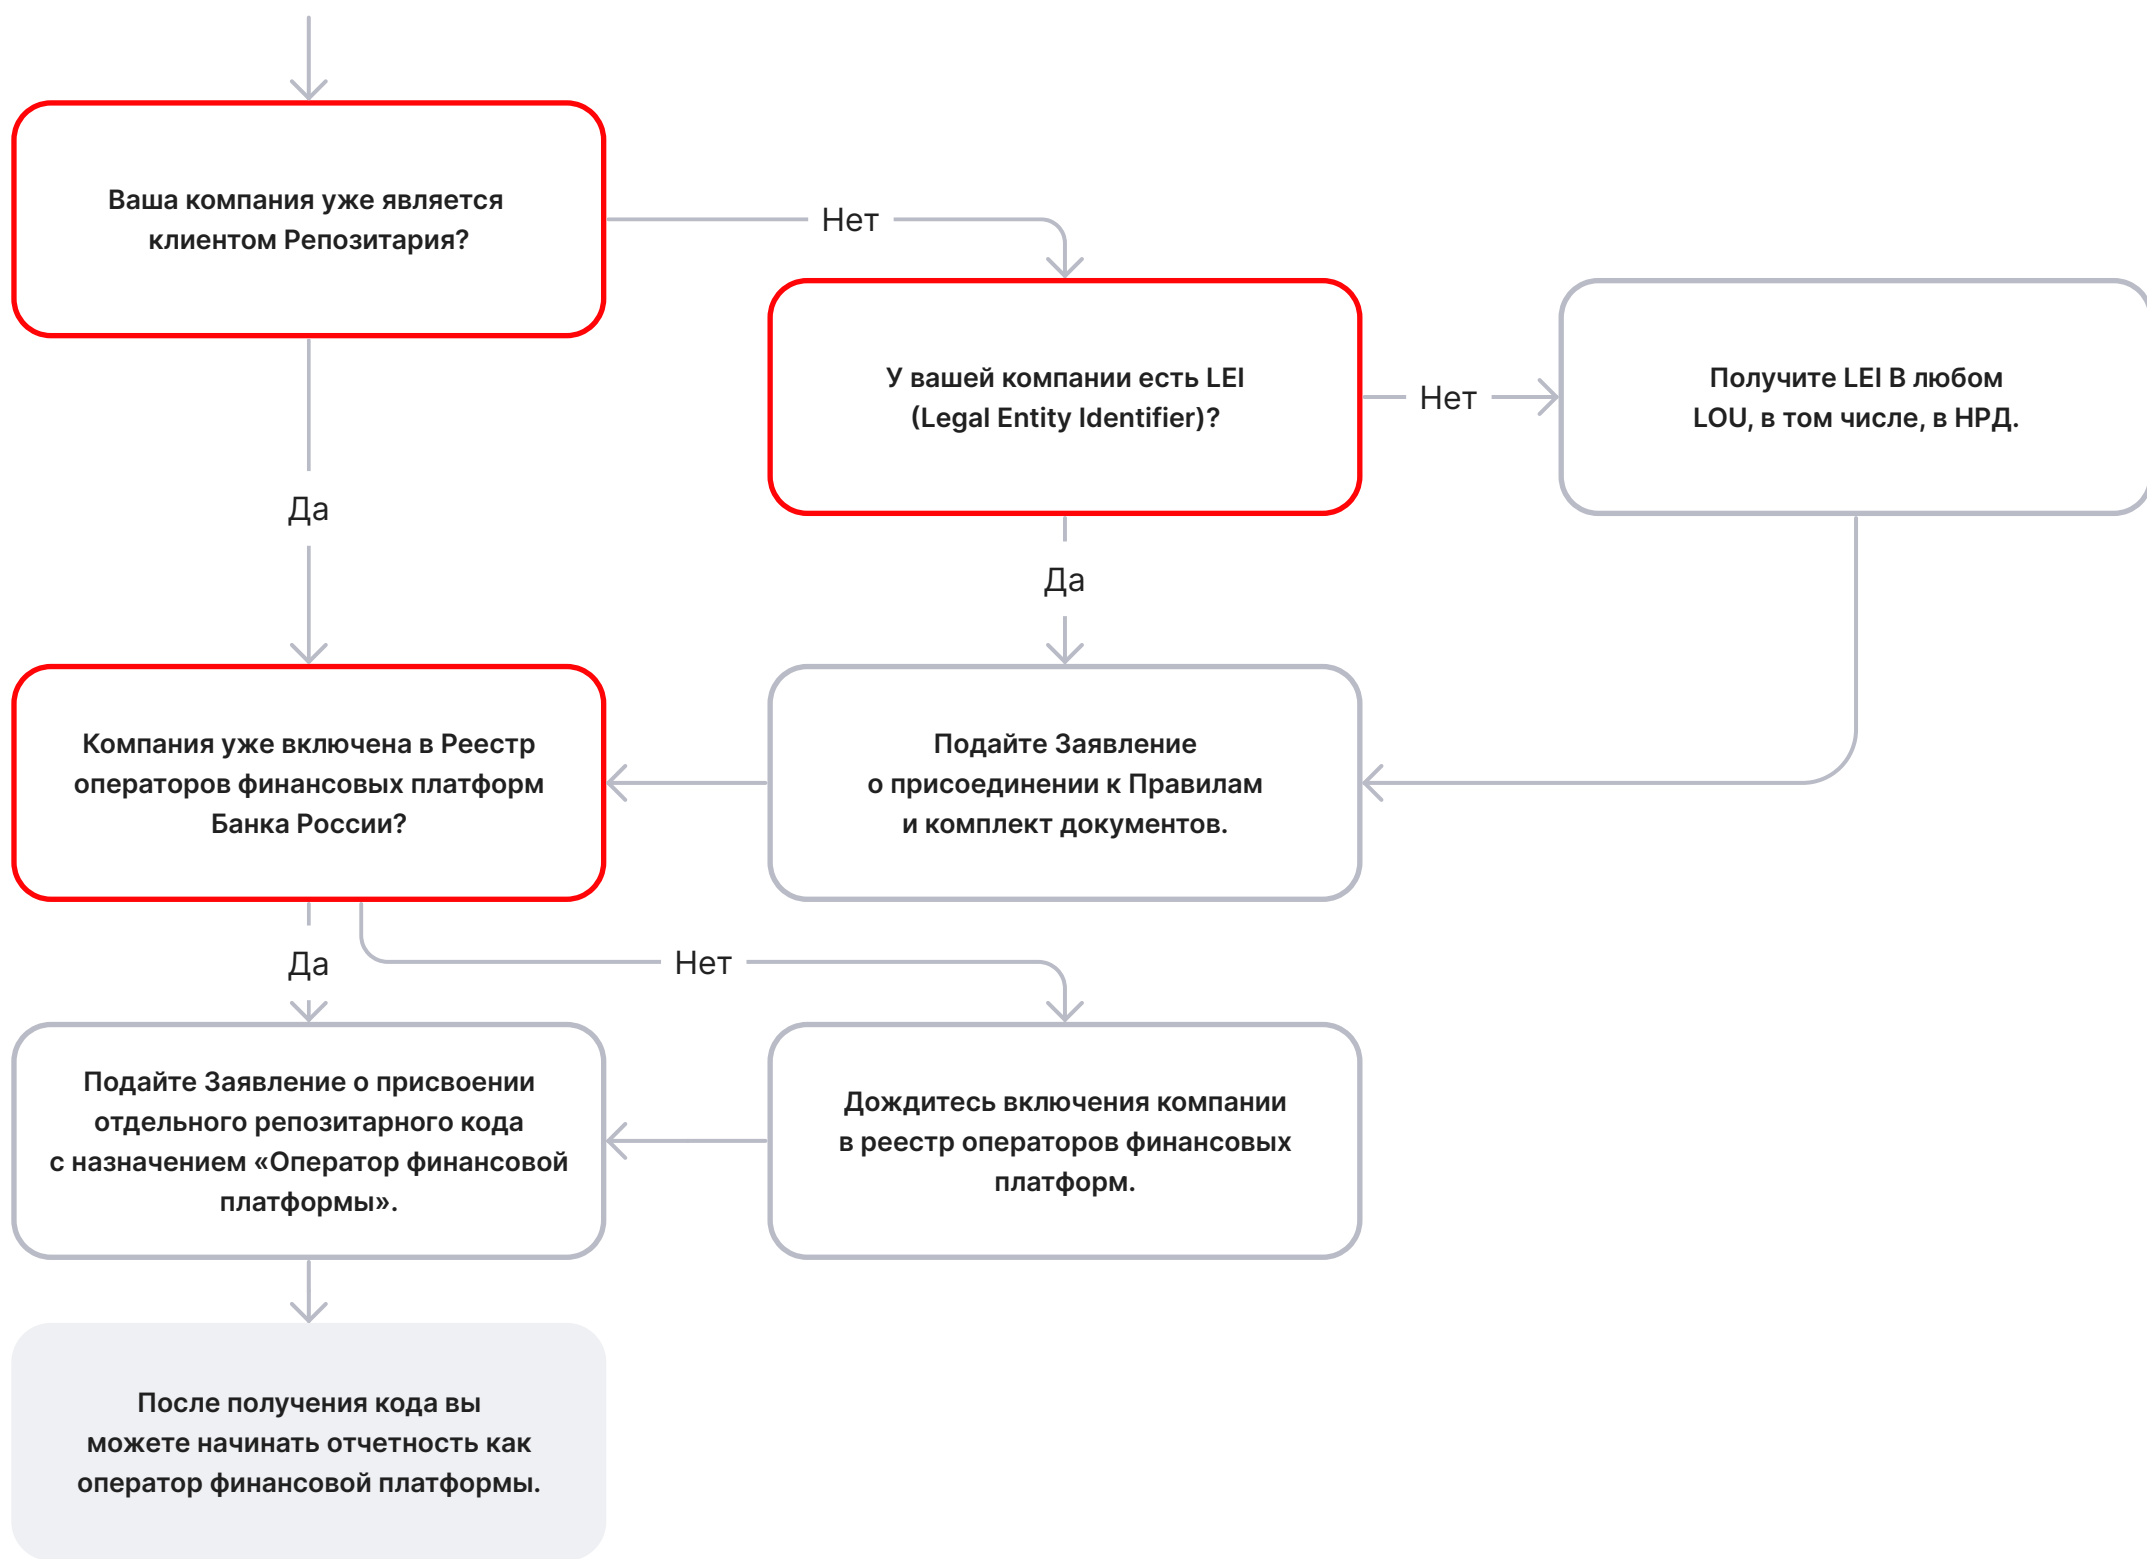 Ваша компания уже является
клиентом Репозитария?
Нет
У вашей компании есть LEI
(Legal Entity Identifier)?
Нет
Получите LEI В любом
LOU, в том числе, в НРД.
Да
Да
Компания уже включена в Реестр
операторов финансовых платформ
Банка России?
Подайте Заявление
о присоединении к Правилам
и комплект документов.
Да
Нет
Подайте Заявление о присвоении
отдельного репозитарного кода
с назначением «Оператор финансовой
платформы».
Дождитесь включения компании
в реестр операторов финансовых
платформ.
После получения кода вы
можете начинать отчетность как
оператор финансовой платформы.